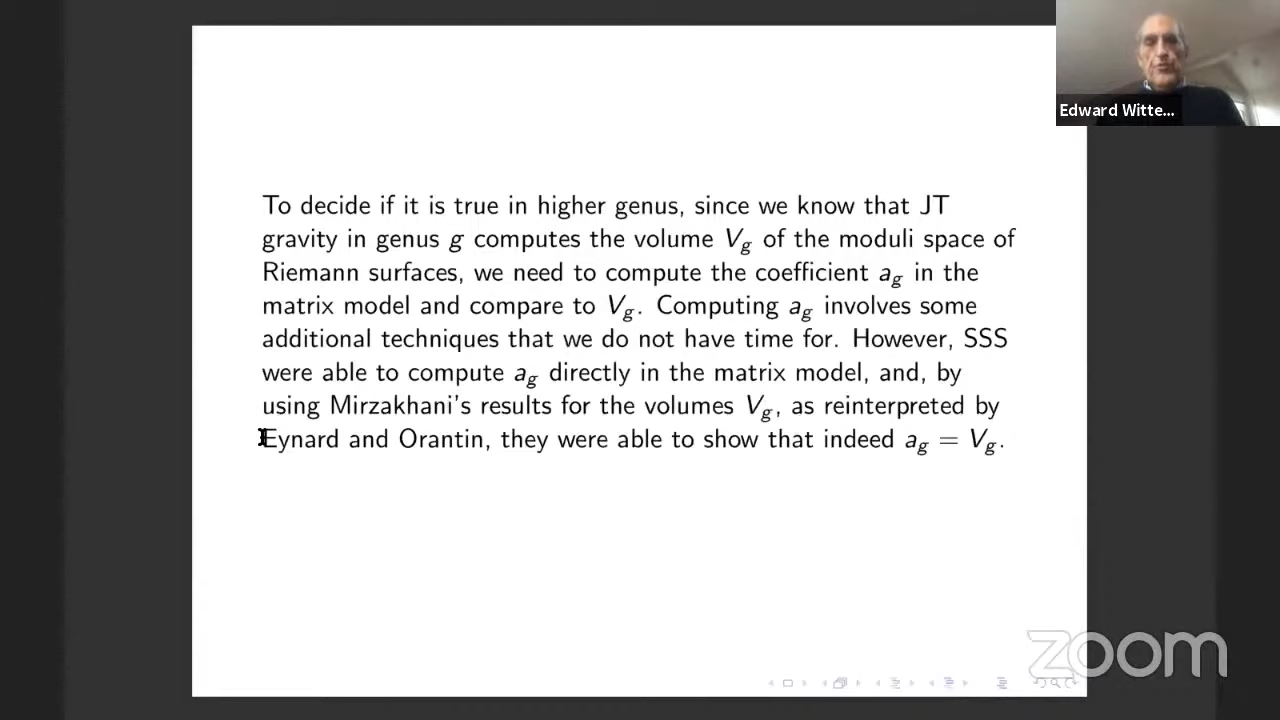 Edward Witte...
To decide if it is true in higher genus, since we know that JT
gravity in genus g computes the volume V_g of the moduli space of
Riemann surfaces, we need to compute the coefficient a_g in the
matrix model and compare to V_g. Computing a_g involves some
additional techniques that we do not have time for. However, SSS
were able to compute a_g directly in the matrix model, and, by
using Mirzakhani's results for the volumes V_g, as reinterpreted by
Eynard and Orantin, they were able to show that indeed a_g = V_g.
zoom